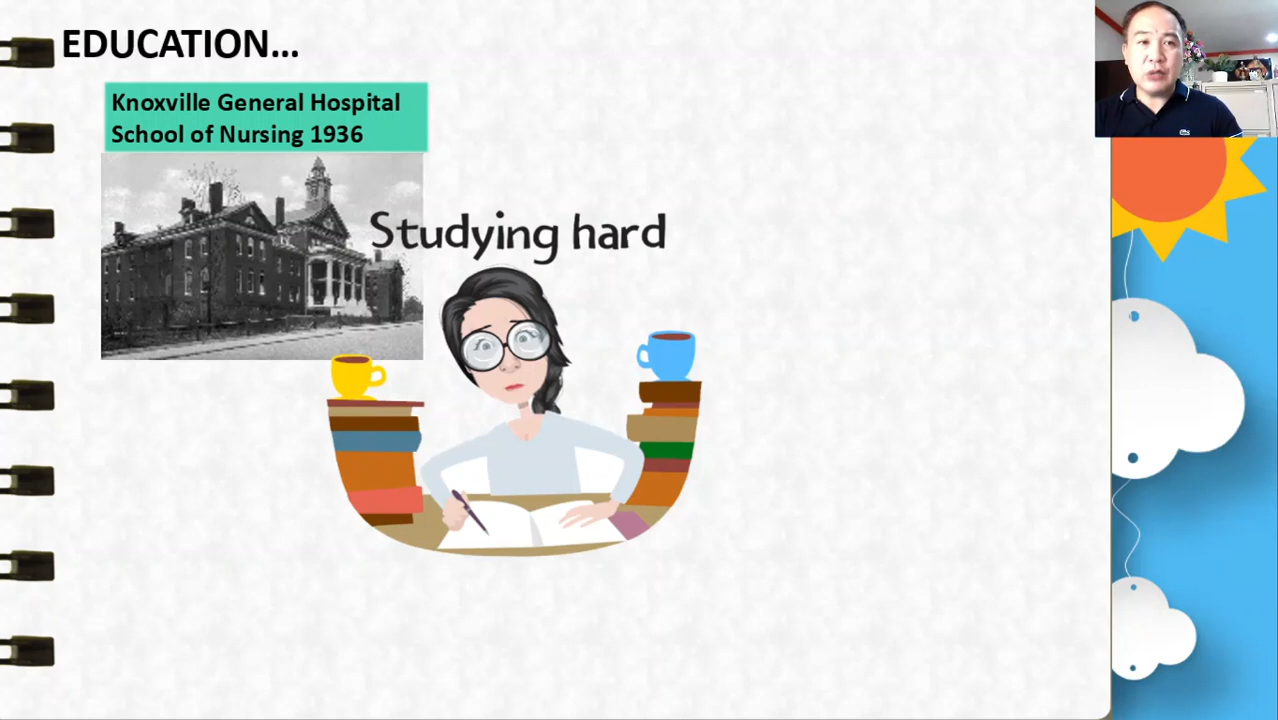 EDUCATION...
Knoxville General Hospital
School of Nursing 1936
Studying hard